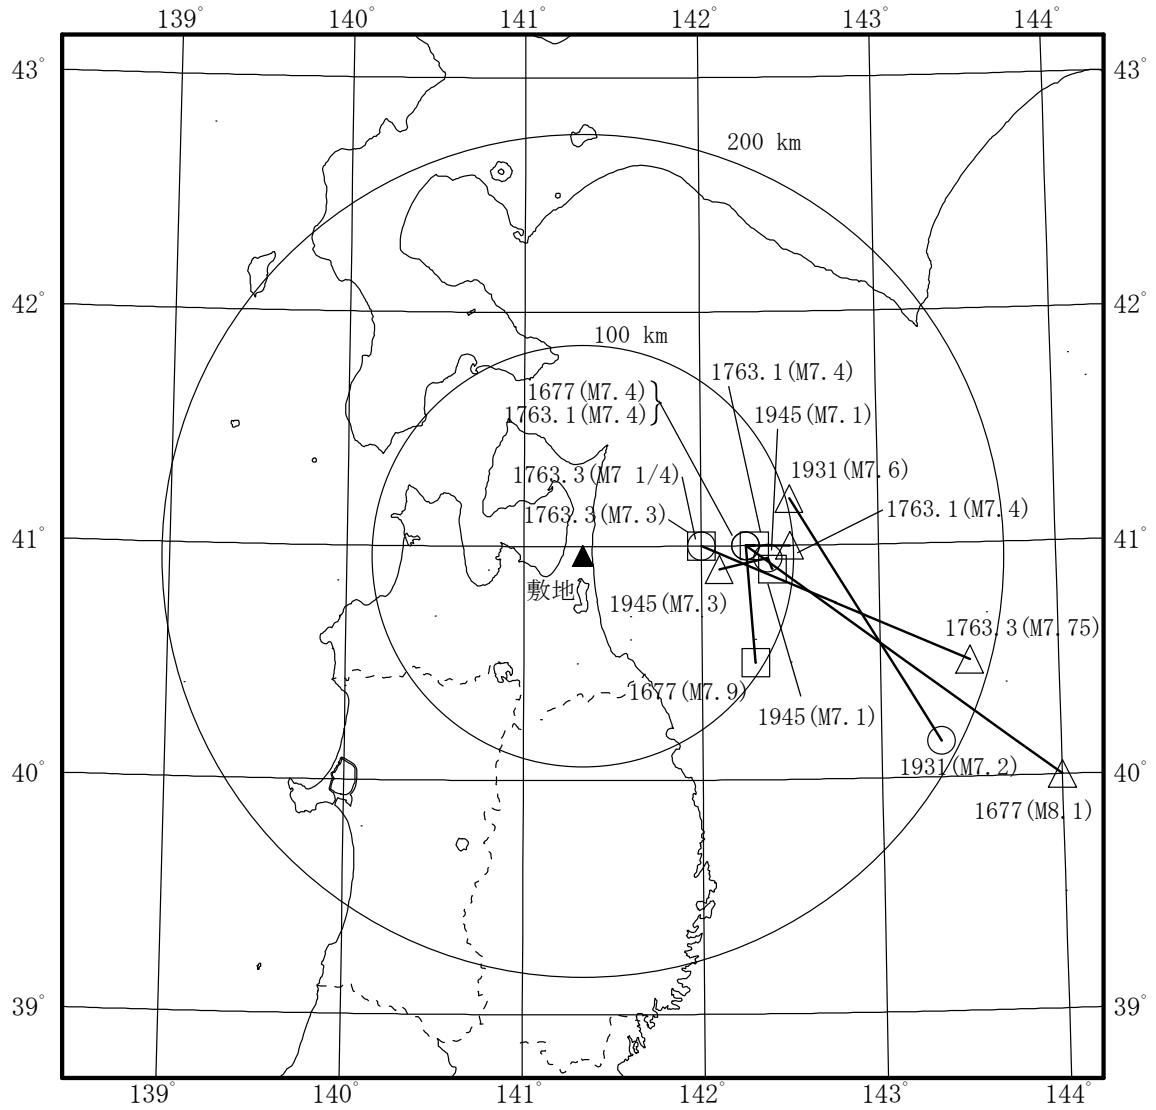 139° 140° 141° 142° 143° 144°
43° 43°
200 km
42° 42°
100 km
1763.1(M7.4)
1677(M7.4)
1763.1(M7.4)
1945(M7.1)
1931(M7.6)
1763.3(M7 1/4)
1763.3(M7.3)
1763.1(M7.4)
41° 41°
敷地
1945(M7.3)
1763.3(M7.75)
1677(M7.9)
1945(M7.1)
1931(M7.2)
40° 40°
1677(M8.1)
39° 39°
139° 140° 141° 142° 143° 144°